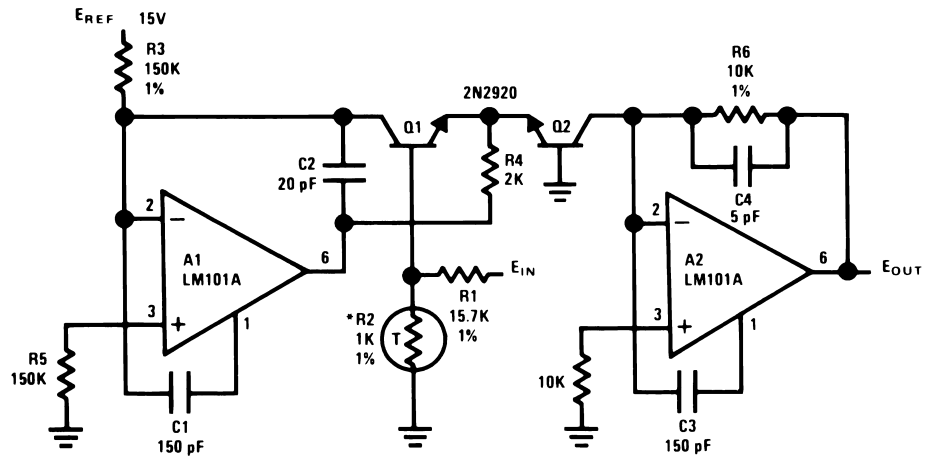 EREF 15V
R3
150K
1%
2N2920
Q1
Q2
R6
10K
1%
C2
20 pF
R4
2K
C4
5 pF
2
−
A1
LM101A
6
3
+
1
R5
150K
C1
150 pF
EIN
R1
15.7K
1%
*R2
1K
1%
T
2
−
A2
LM101A
6
EOUT
3
+
1
10K
C3
150 pF